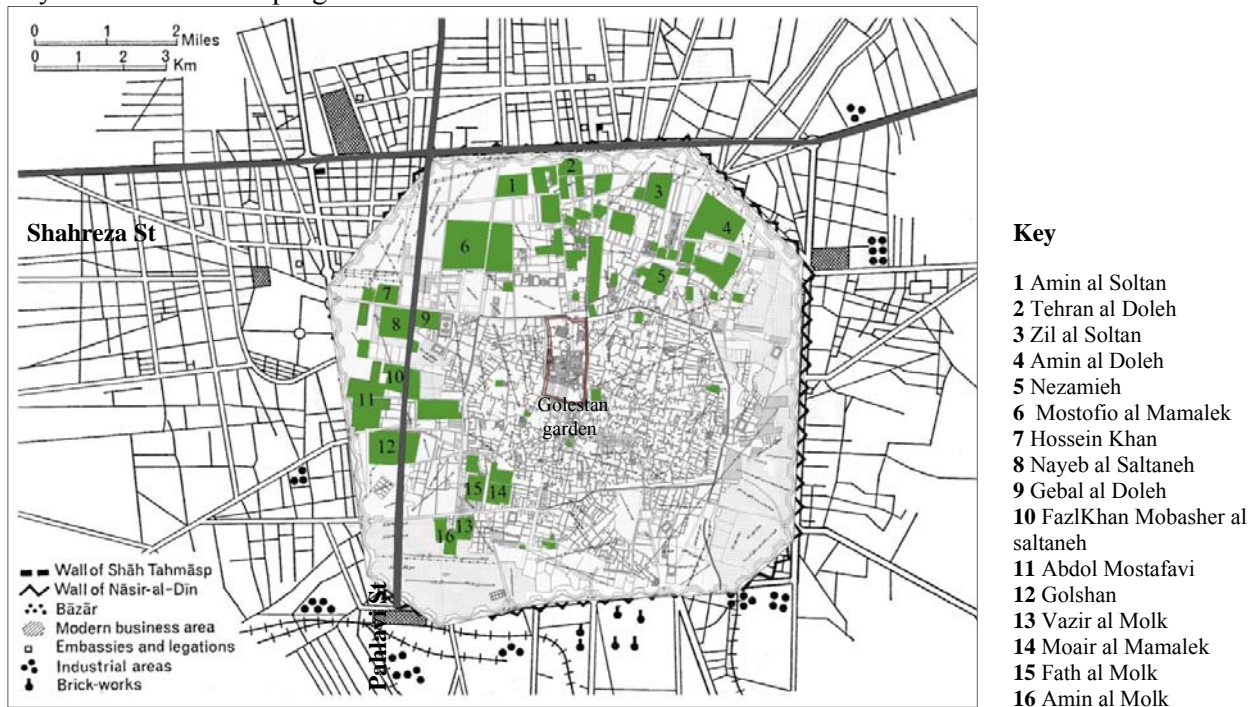 0 1 2 Miles
0 1 2 3 Km
1
2
3
4
5
6
7
8
9
10
11
12
13
14
15
16
Shahreza St
Golestan
garden
Pahlavi St
Wall of Shāh Tahmāsp
Wall of Nāsir-al-Dīn
Bāzār
Modern business area
Embassies and legations
Industrial areas
Brick-works
Key
1 Amin al Soltan
2 Tehran al Doleh
3 Zil al Soltan
4 Amin al Doleh
5 Nezamieh
6 Mostofio al Mamalek
7 Hossein Khan
8 Nayeb al Saltaneh
9 Gebal al Doleh
10 FazlKhan Mobasher al
saltaneh
11 Abdol Mostafavi
12 Golshan
13 Vazir al Molk
14 Moair al Mamalek
15 Fath al Molk
16 Amin al Molk